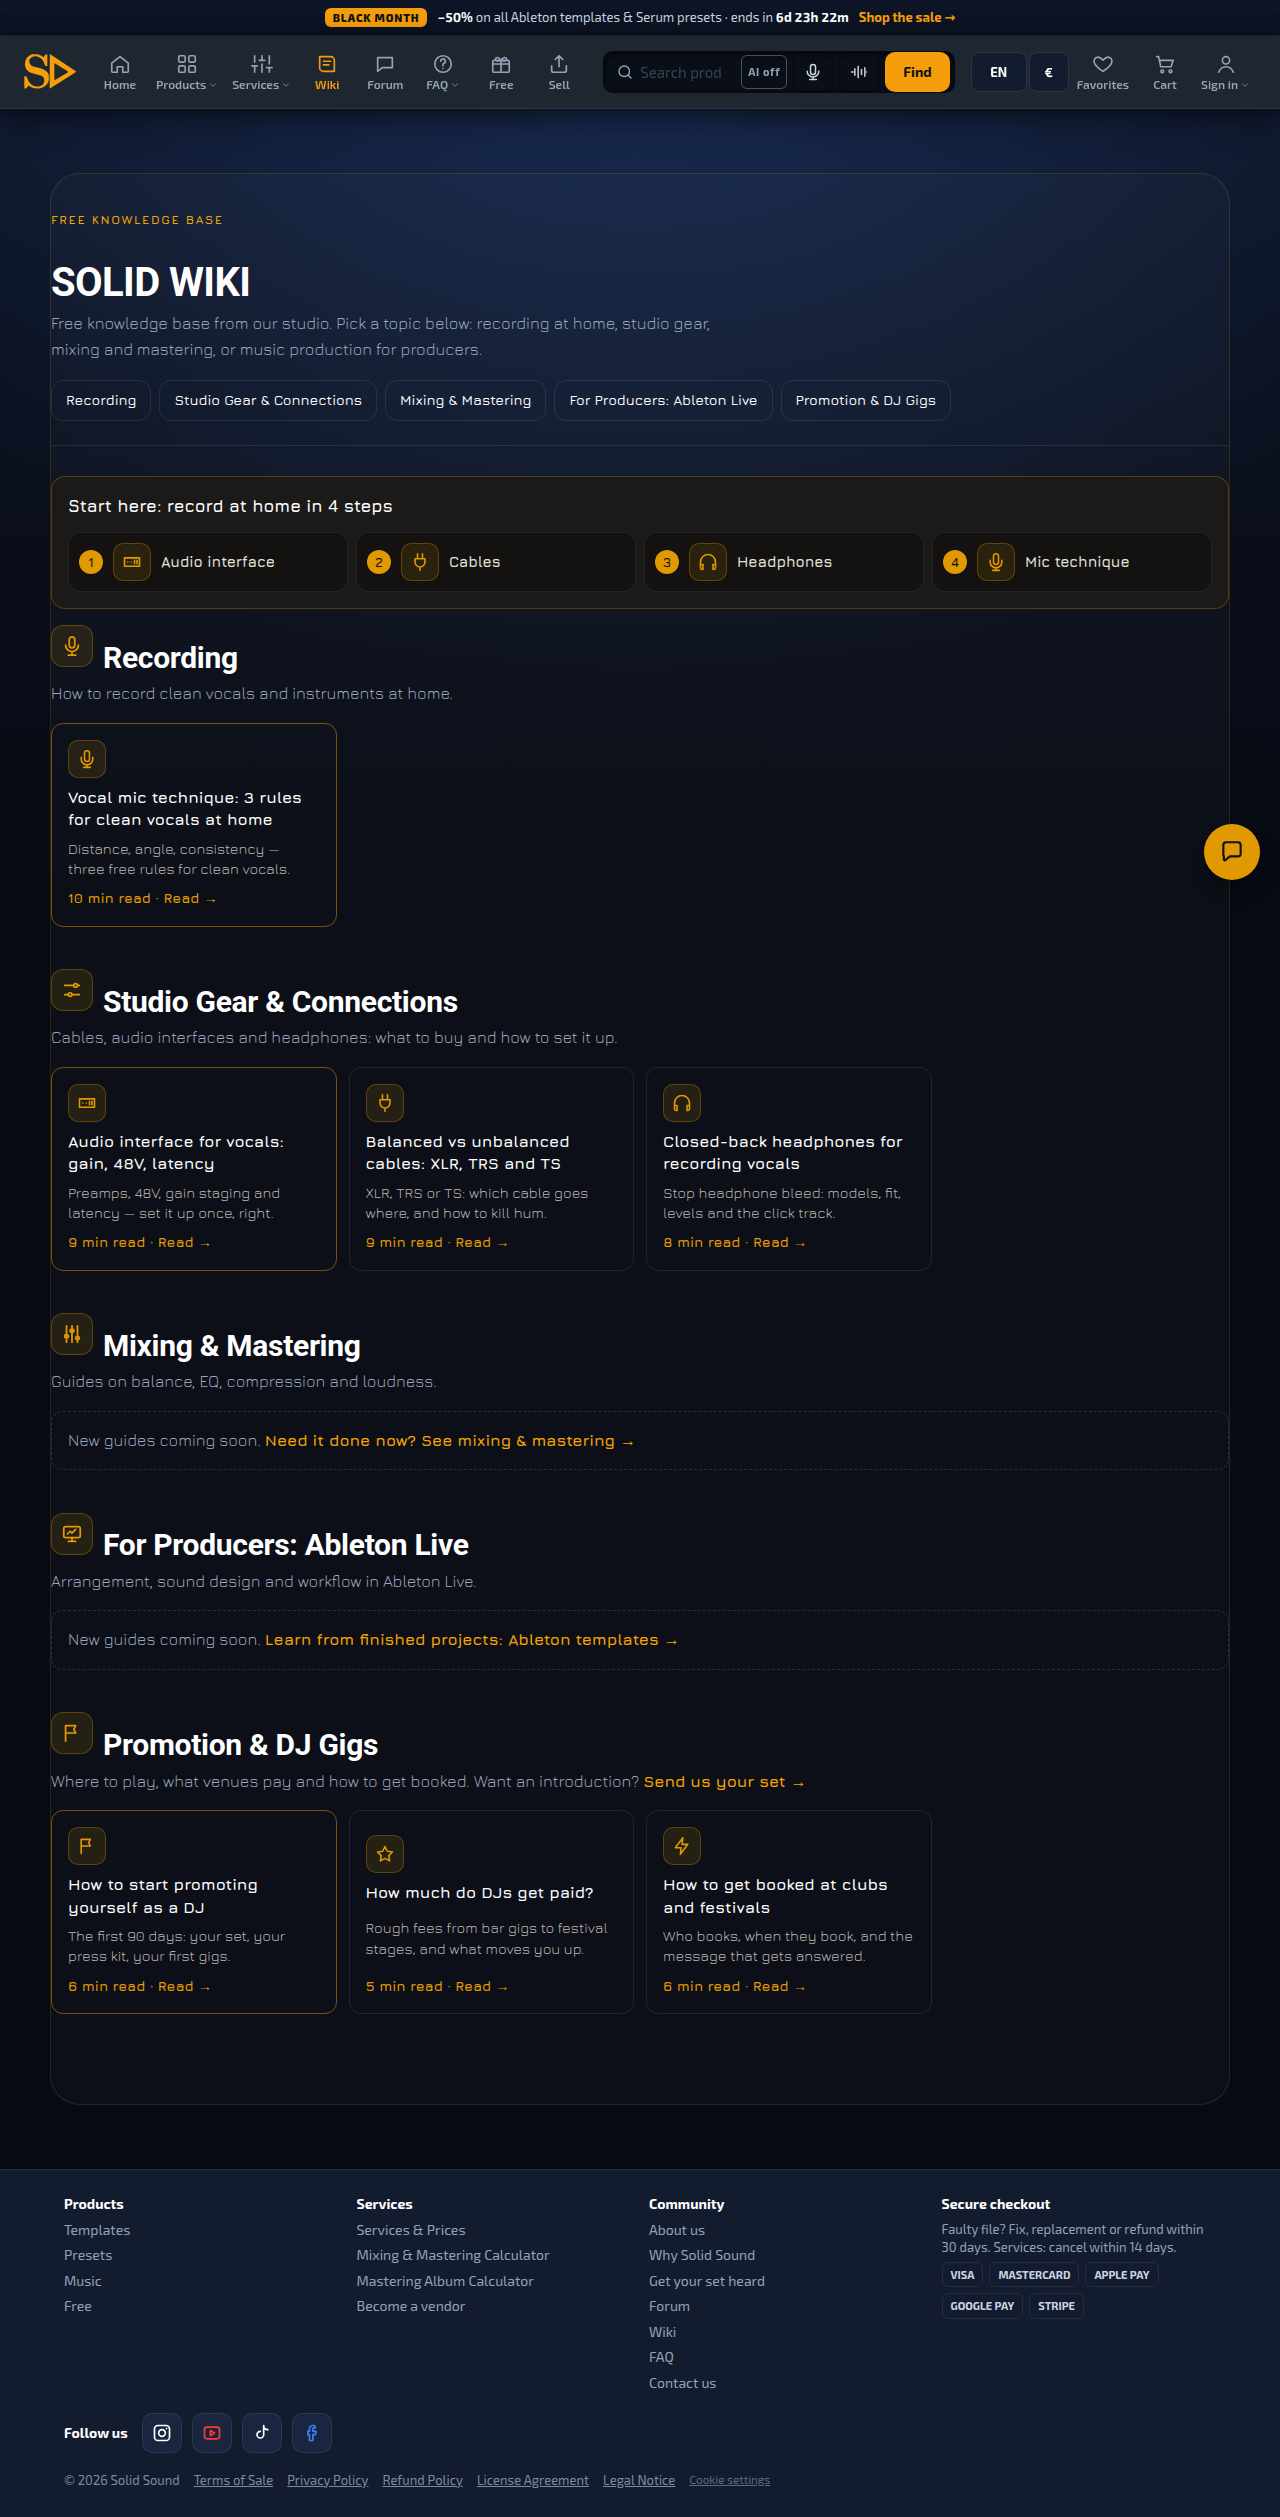 BLACK MONTH −50% on all Ableton templates & Serum presets · ends in 6d 23h 22m Shop the sale →
Home
Products
Services
Wiki
Forum
FAQ
Free
Sell
Search prod
AI off
Find
EN
€
Favorites
Cart
Sign in
FREE KNOWLEDGE BASE
SOLID WIKI
Free knowledge base from our studio. Pick a topic below: recording at home, studio gear,
mixing and mastering, or music production for producers.
Recording
Studio Gear & Connections
Mixing & Mastering
For Producers: Ableton Live
Promotion & DJ Gigs
Start here: record at home in 4 steps
1 Audio interface
2 Cables
3 Headphones
4 Mic technique
Recording
How to record clean vocals and instruments at home.
Vocal mic technique: 3 rules
for clean vocals at home
Distance, angle, consistency —
three free rules for clean vocals.
10 min read · Read →
Studio Gear & Connections
Cables, audio interfaces and headphones: what to buy and how to set it up.
Audio interface for vocals:
gain, 48V, latency
Preamps, 48V, gain staging and
latency — set it up once, right.
9 min read · Read →
Balanced vs unbalanced
cables: XLR, TRS and TS
XLR, TRS or TS: which cable goes
where, and how to kill hum.
9 min read · Read →
Closed-back headphones for
recording vocals
Stop headphone bleed: models, fit,
levels and the click track.
8 min read · Read →
Mixing & Mastering
Guides on balance, EQ, compression and loudness.
New guides coming soon. Need it done now? See mixing & mastering →
For Producers: Ableton Live
Arrangement, sound design and workflow in Ableton Live.
New guides coming soon. Learn from finished projects: Ableton templates →
Promotion & DJ Gigs
Where to play, what venues pay and how to get booked. Want an introduction? Send us your set →
How to start promoting
yourself as a DJ
The first 90 days: your set, your
press kit, your first gigs.
6 min read · Read →
How much do DJs get paid?
Rough fees from bar gigs to festival
stages, and what moves you up.
5 min read · Read →
How to get booked at clubs
and festivals
Who books, when they book, and the
message that gets answered.
6 min read · Read →
Products
Templates
Presets
Music
Free
Services
Services & Prices
Mixing & Mastering Calculator
Mastering Album Calculator
Become a vendor
Community
About us
Why Solid Sound
Get your set heard
Forum
Wiki
FAQ
Contact us
Secure checkout
Faulty file? Fix, replacement or refund within
30 days. Services: cancel within 14 days.
VISA MASTERCARD APPLE PAY
GOOGLE PAY STRIPE
Follow us
© 2026 Solid Sound Terms of Sale Privacy Policy Refund Policy License Agreement Legal Notice Cookie settings